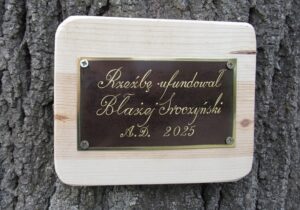 Rzeźbę ufundował
Błażej Sroczyński
A.D. 2025